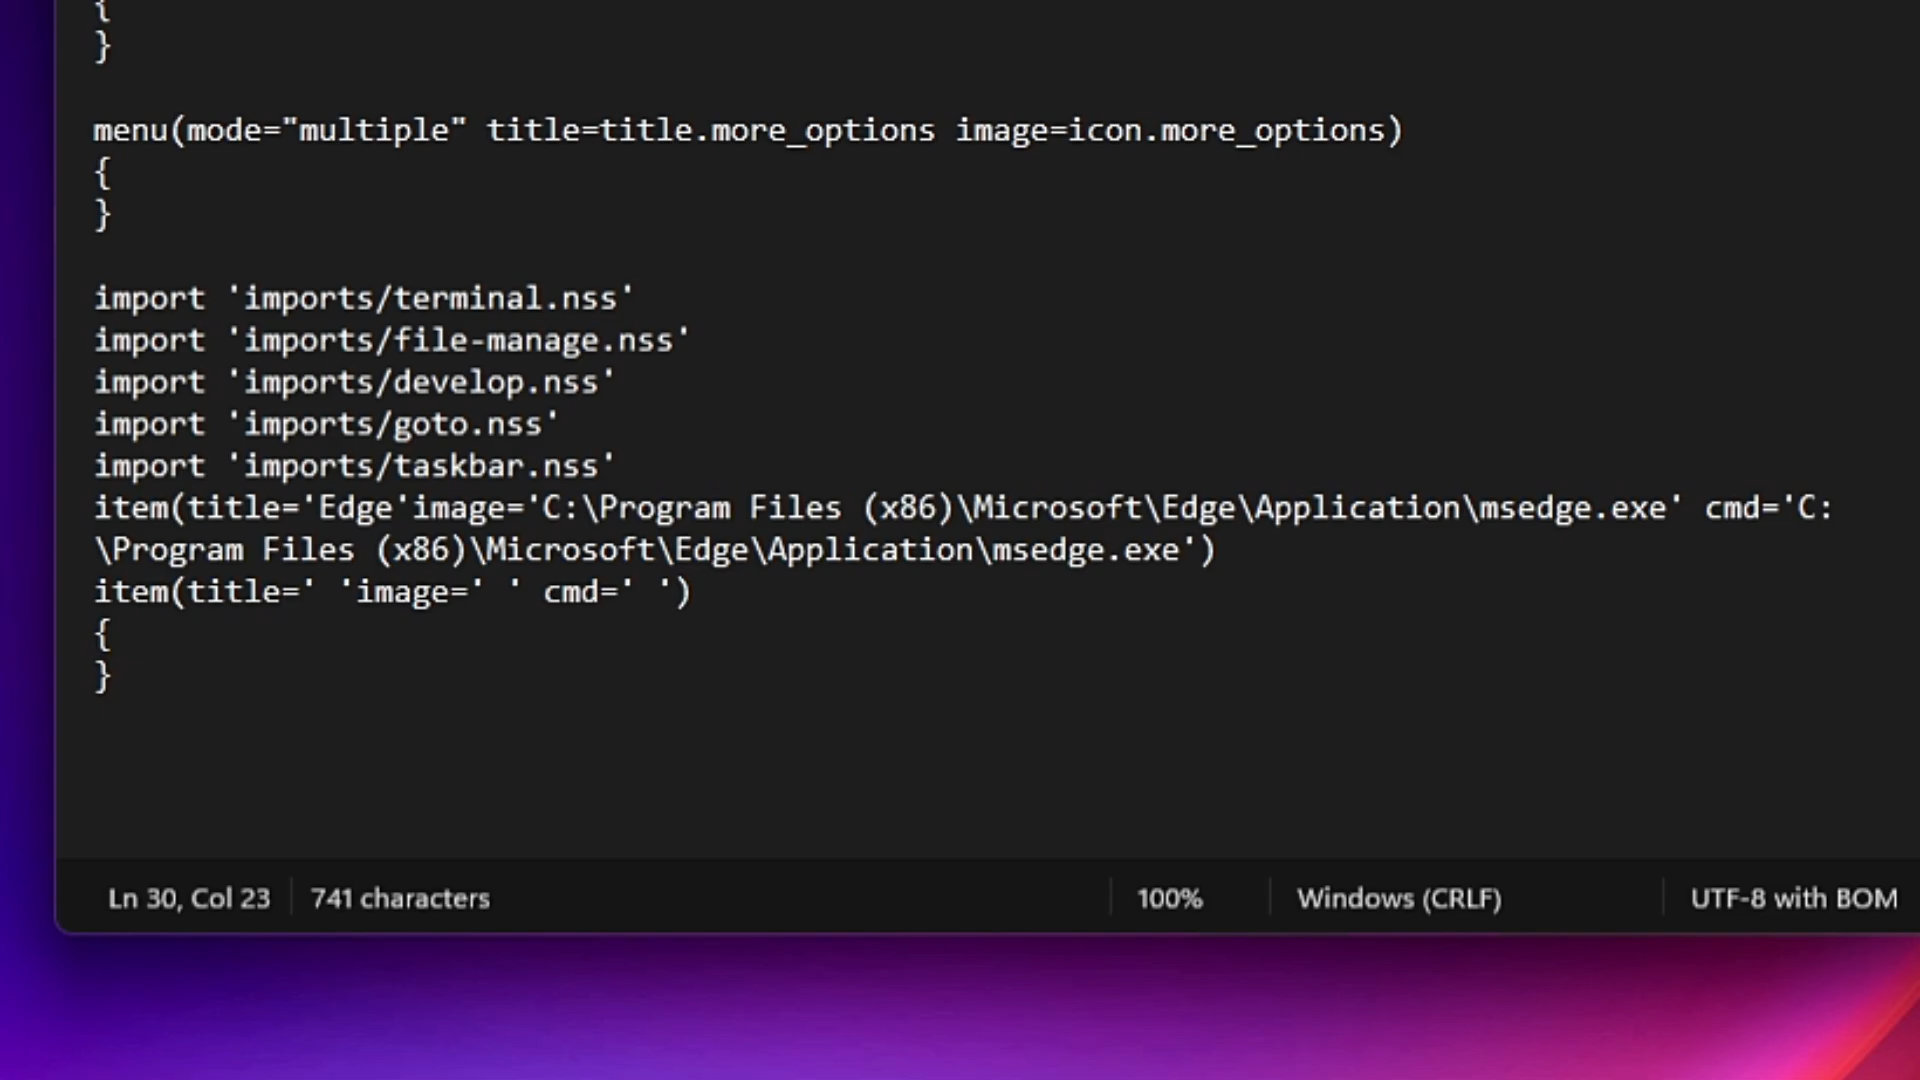 {
}
menu(mode="multiple" title=title.more_options image=icon.more_options)
{
}
import 'imports/terminal.nss'
import 'imports/file-manage.nss'
import 'imports/develop.nss'
import 'imports/goto.nss'
import 'imports/taskbar.nss'
item(title='Edge'image='C:\Program Files (x86)\Microsoft\Edge\Application\msedge.exe' cmd='C:
\Program Files (x86)\Microsoft\Edge\Application\msedge.exe')
item(title=' 'image=' ' cmd=' ')
{
}
Ln 30, Col 23 741 characters 100% Windows (CRLF) UTF-8 with BOM